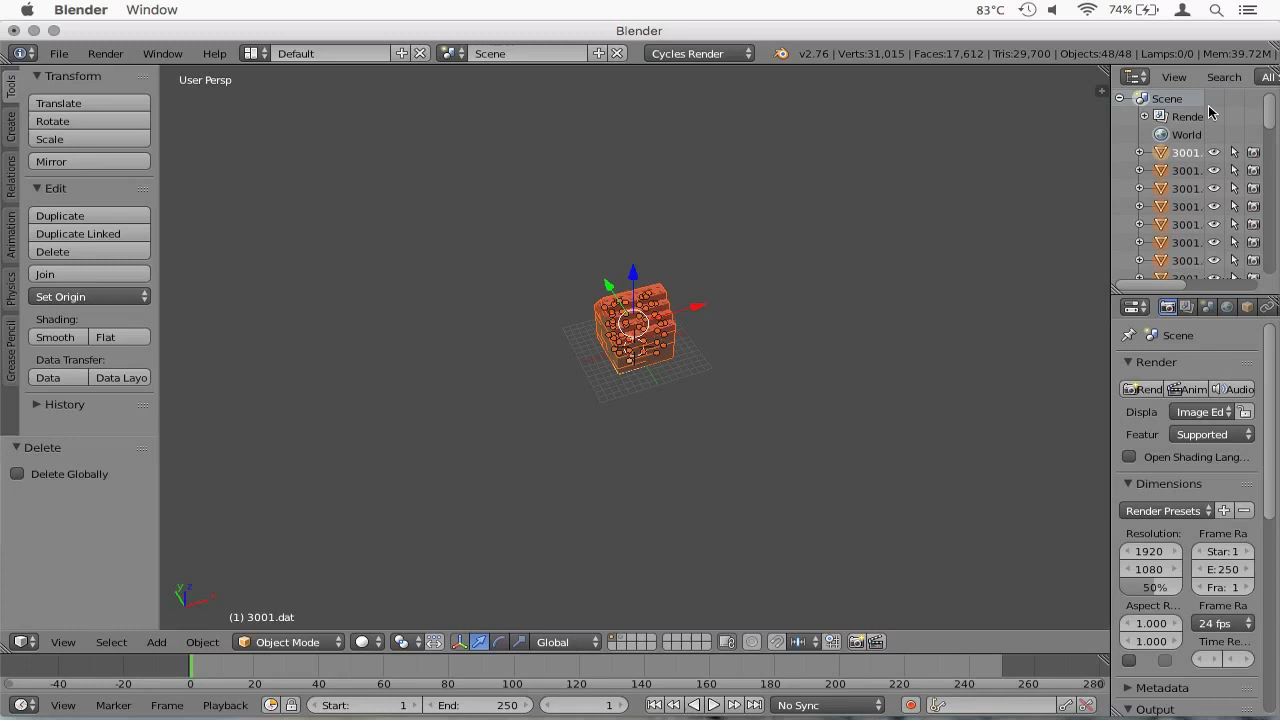 Blender Window 83°C 74%
Blender
File Render Window Help Default Scene Cycles Render v2.76 | Verts:31,015 | Faces:17,612 | Tris:29,700 | Objects:48/48 | Lamps:0/0 | Mem:39.72M
Tools
Create
Relations
Animation
Physics
Grease Pencil
Transform
Translate
Rotate
Scale
Mirror
Edit
Duplicate
Duplicate Linked
Delete
Join
Set Origin
Shading:
Smooth Flat
Data Transfer:
Data Data Layo
History
Delete
Delete Globally
User Persp
(1) 3001.dat
View Select Add Object Object Mode Global
View Search All
Scene
Rende
World
3001.
3001.
3001.
3001.
3001.
3001.
3001.
3001
Scene
Render
Rend Anim Audio
Displa Image Ed
Featur Supported
Open Shading Lang...
Dimensions
Render Presets
Resolution: Frame Ra
1920 Star: 1
1080 E: 250
50% Fra: 1
Aspect R... Frame Ra
1.000 24 fps
1.000 Time Re...
Metadata
Output
-40 -20 0 20 40 60 80 100 120 140 160 180 200 220 240 260 280
View Marker Frame Playback Start: 1 End: 250 1 No Sync